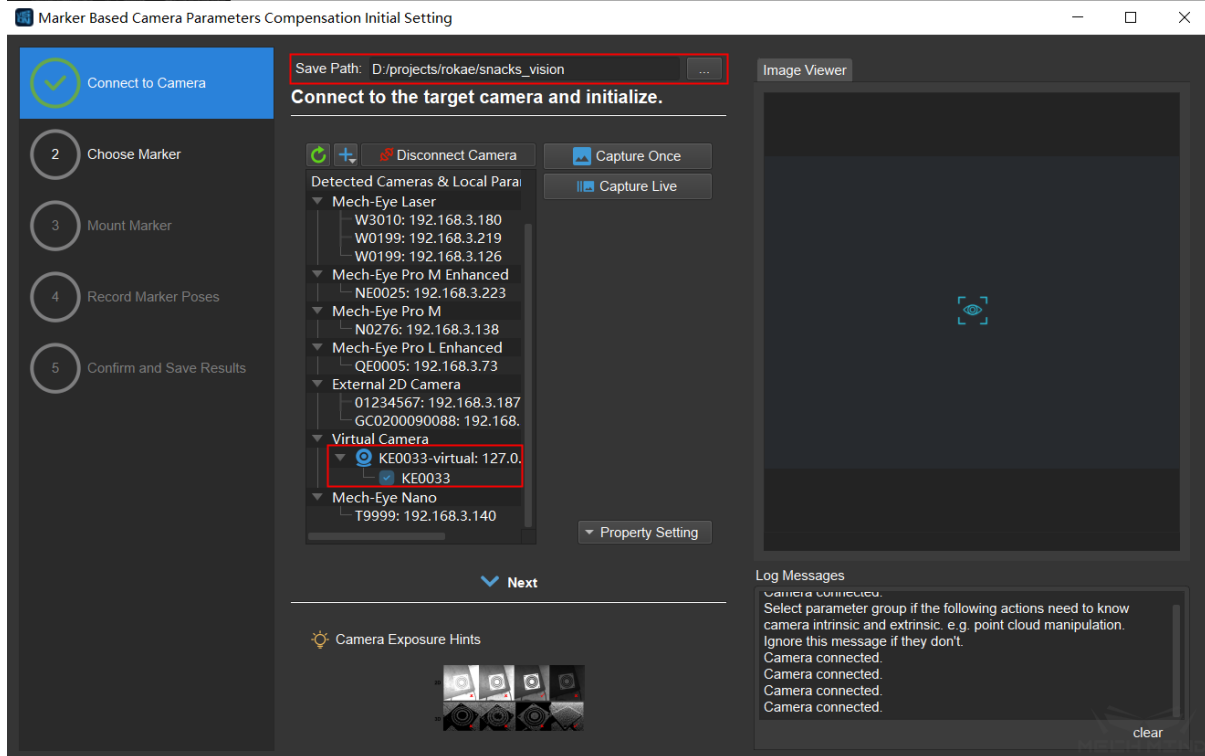 Marker Based Camera Parameters Compensation Initial Setting
Connect to Camera
2 Choose Marker
3 Mount Marker
4 Record Marker Poses
5 Confirm and Save Results
Save Path: D:/projects/rokae/snacks_vision ...
Connect to the target camera and initialize.
Disconnect Camera
Capture Once
Capture Live
Detected Cameras & Local Para
Mech-Eye Laser
W3010: 192.168.3.180
W0199: 192.168.3.219
W0199: 192.168.3.126
Mech-Eye Pro M Enhanced
NE0025: 192.168.3.223
Mech-Eye Pro M
N0276: 192.168.3.138
Mech-Eye Pro L Enhanced
QE0005: 192.168.3.73
External 2D Camera
01234567: 192.168.3.187
GC0200090088: 192.168.
Virtual Camera
KE0033-virtual: 127.0.
KE0033
Mech-Eye Nano
T9999: 192.168.3.140
Property Setting
Next
Camera Exposure Hints
Image Viewer
Log Messages
Camera connected.
Select parameter group if the following actions need to know
camera intrinsic and extrinsic. e.g. point cloud manipulation.
Ignore this message if they don't.
Camera connected.
Camera connected.
Camera connected.
Camera connected.
clear
MECH MIND